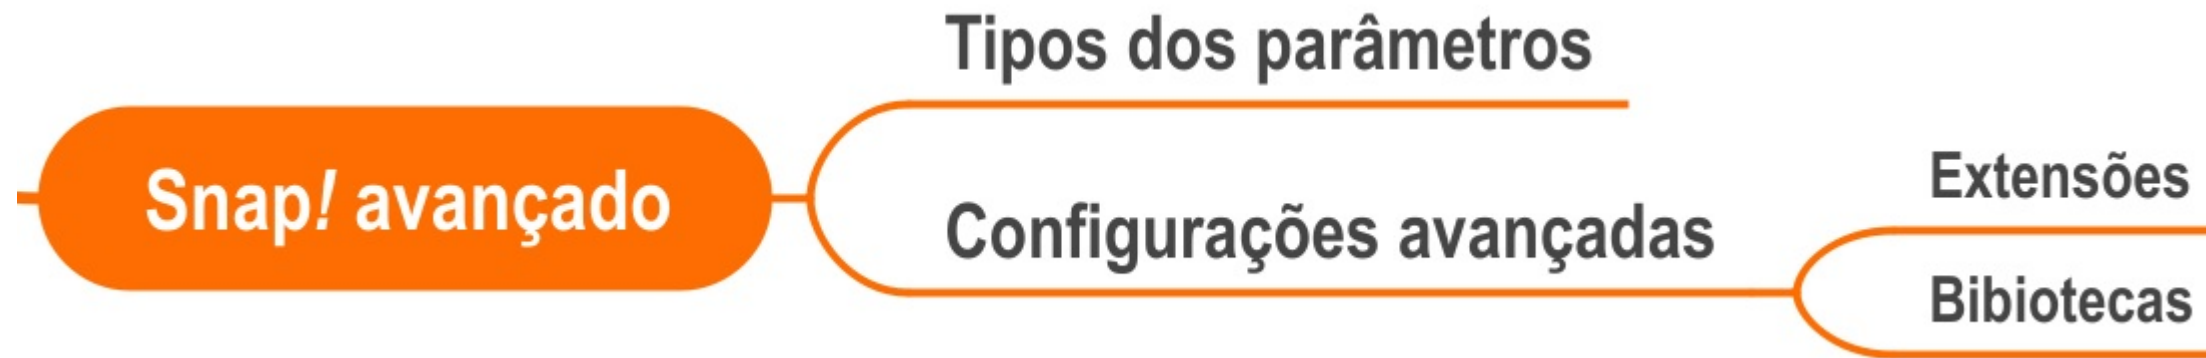 Tipos dos parâmetros
Snap! avançado
Configurações avançadas
Extensões
Bibiotecas